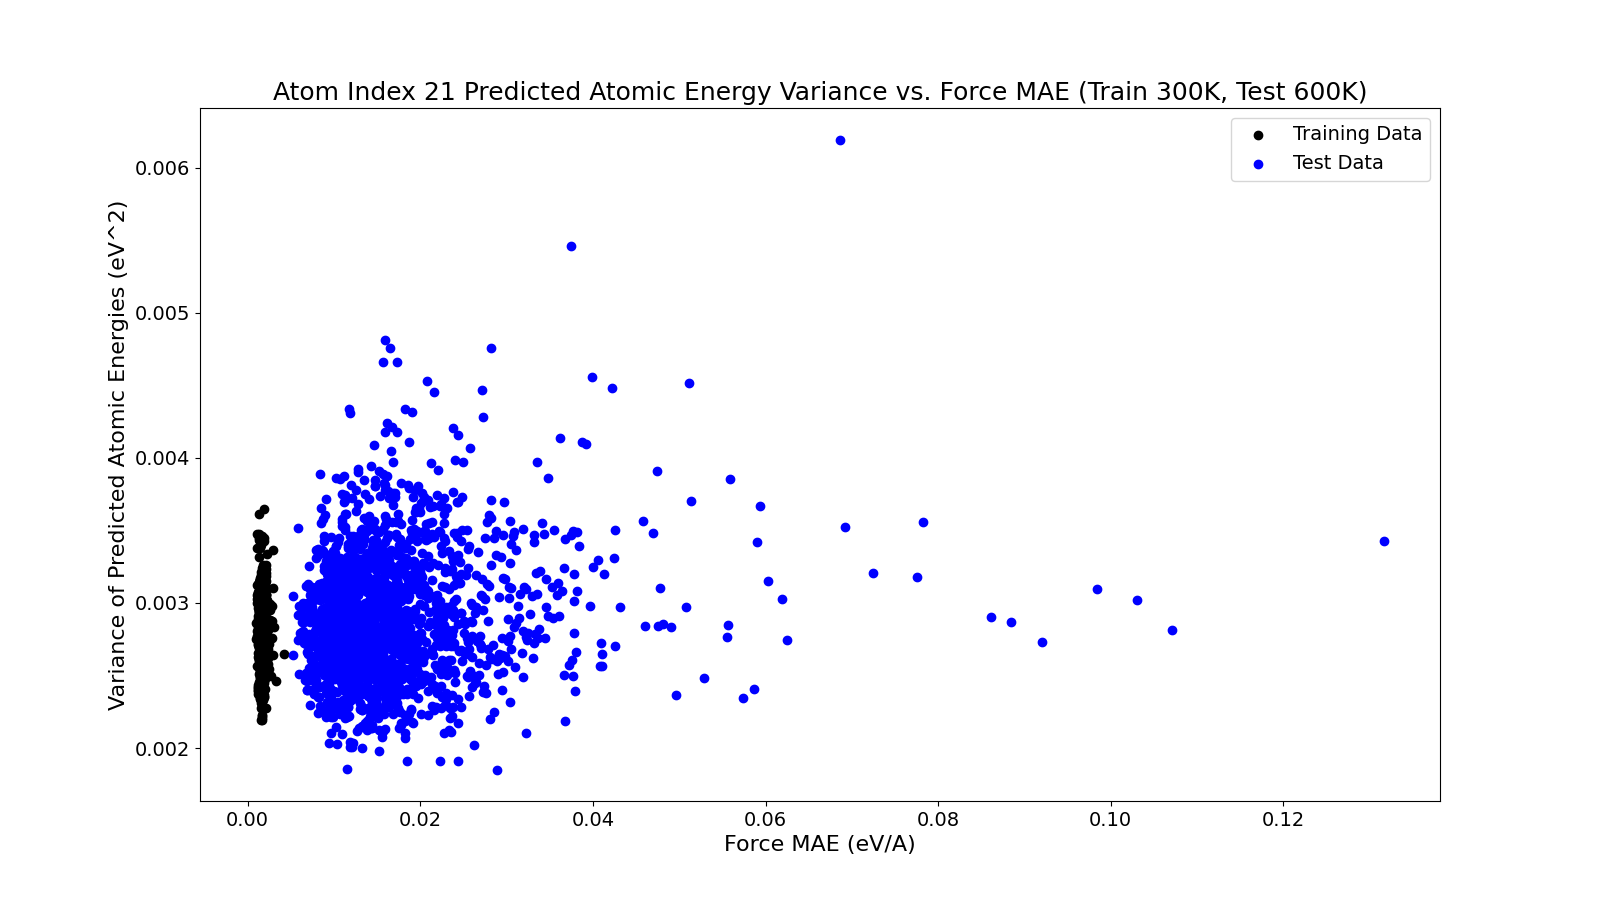 Atom Index 21 Predicted Atomic Energy Variance vs. Force MAE (Train 300K, Test 600K)
Training Data
Test Data
Variance of Predicted Atomic Energies (eV^2)
0.006
0.005
0.004
0.003
0.002
0.00 0.02 0.04 0.06 0.08 0.10 0.12
Force MAE (eV/A)